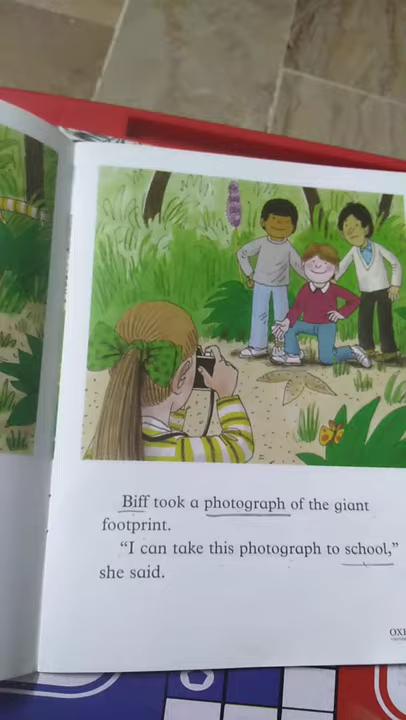 Biff took a photograph of the giant
footprint.
“I can take this photograph to school,”
she said.